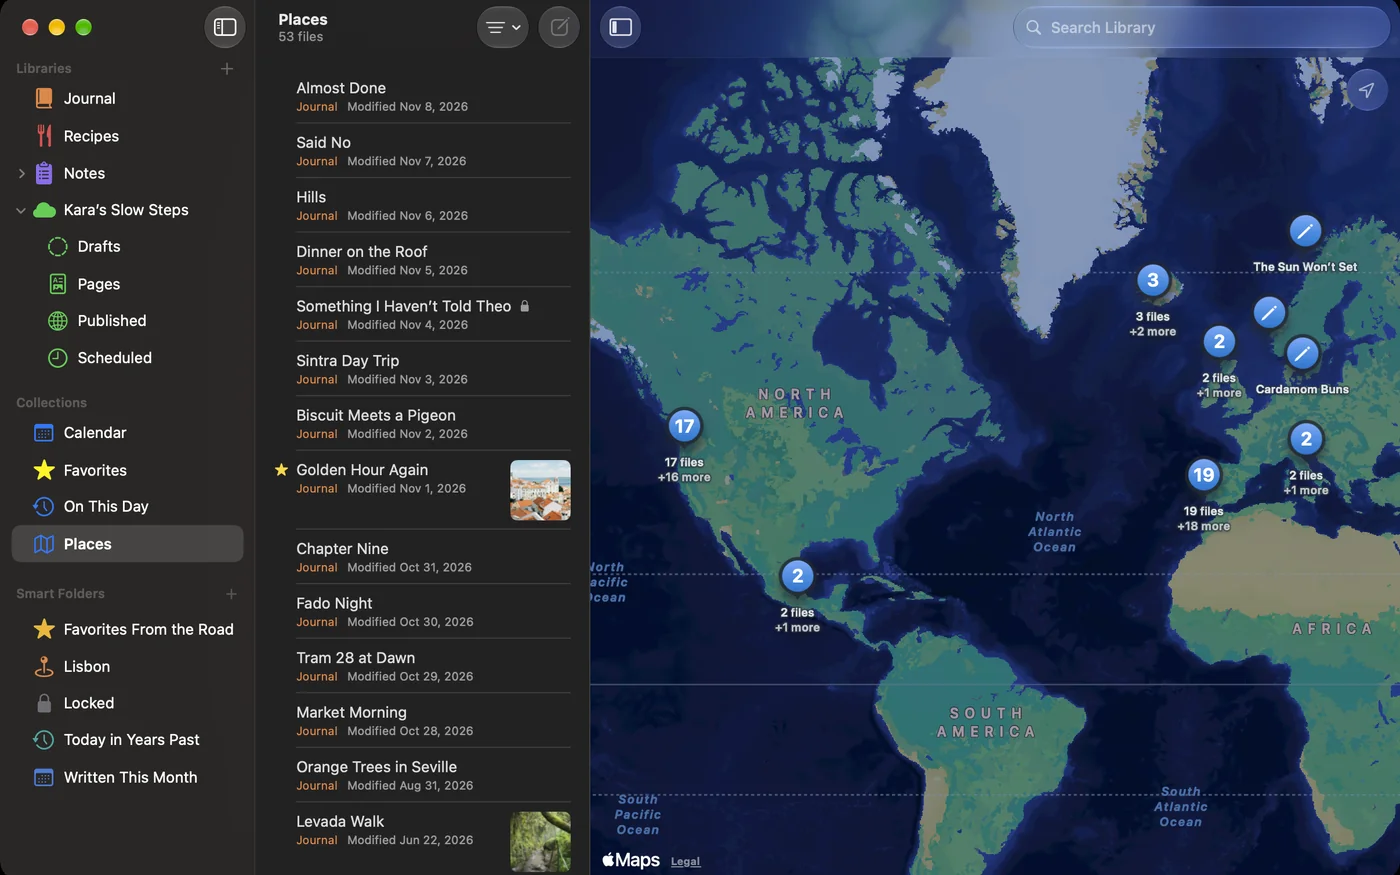 Libraries
Journal
Recipes
Notes
Kara’s Slow Steps
Drafts
Pages
Published
Scheduled
Collections
Calendar
Favorites
On This Day
Places
Smart Folders
Favorites From the Road
Lisbon
Locked
Today in Years Past
Written This Month
Places
53 files
Almost Done
Journal Modified Nov 8, 2026
Said No
Journal Modified Nov 7, 2026
Hills
Journal Modified Nov 6, 2026
Dinner on the Roof
Journal Modified Nov 5, 2026
Something I Haven’t Told Theo
Journal Modified Nov 4, 2026
Sintra Day Trip
Journal Modified Nov 3, 2026
Biscuit Meets a Pigeon
Journal Modified Nov 2, 2026
Golden Hour Again
Journal Modified Nov 1, 2026
Chapter Nine
Journal Modified Oct 31, 2026
Fado Night
Journal Modified Oct 30, 2026
Tram 28 at Dawn
Journal Modified Oct 29, 2026
Market Morning
Journal Modified Oct 28, 2026
Orange Trees in Seville
Journal Modified Aug 31, 2026
Levada Walk
Journal Modified Jun 22, 2026
Search Library
The Sun Won’t Set
3
3 files
+2 more
2
2 files
+1 more
Cardamom Buns
NORTH
AMERICA
17
17 files
+16 more
2
2 files
+1 more
19
19 files
+18 more
North
Atlantic
Ocean
2
2 files
+1 more
AFRICA
SOUTH
AMERICA
South
Pacific
Ocean
South
Atlantic
Ocean
Maps
Legal